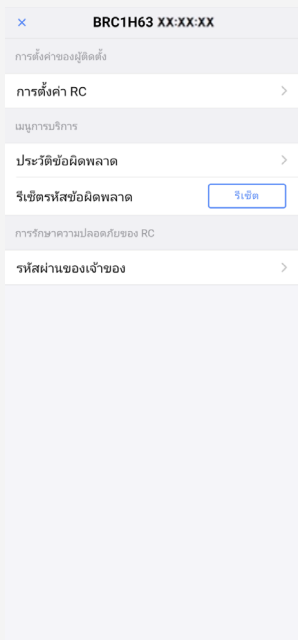 × BRC1H63 XX:XX:XX
การตั้งค่าของผู้ติดตั้ง
การตั้งค่า RC
เมนูการบริการ
ประวัติข้อผิดพลาด
รีเซ็ตรหัสข้อผิดพลาด รีเซ็ต
การรักษาความปลอดภัยของ RC
รหัสผ่านของเจ้าของ